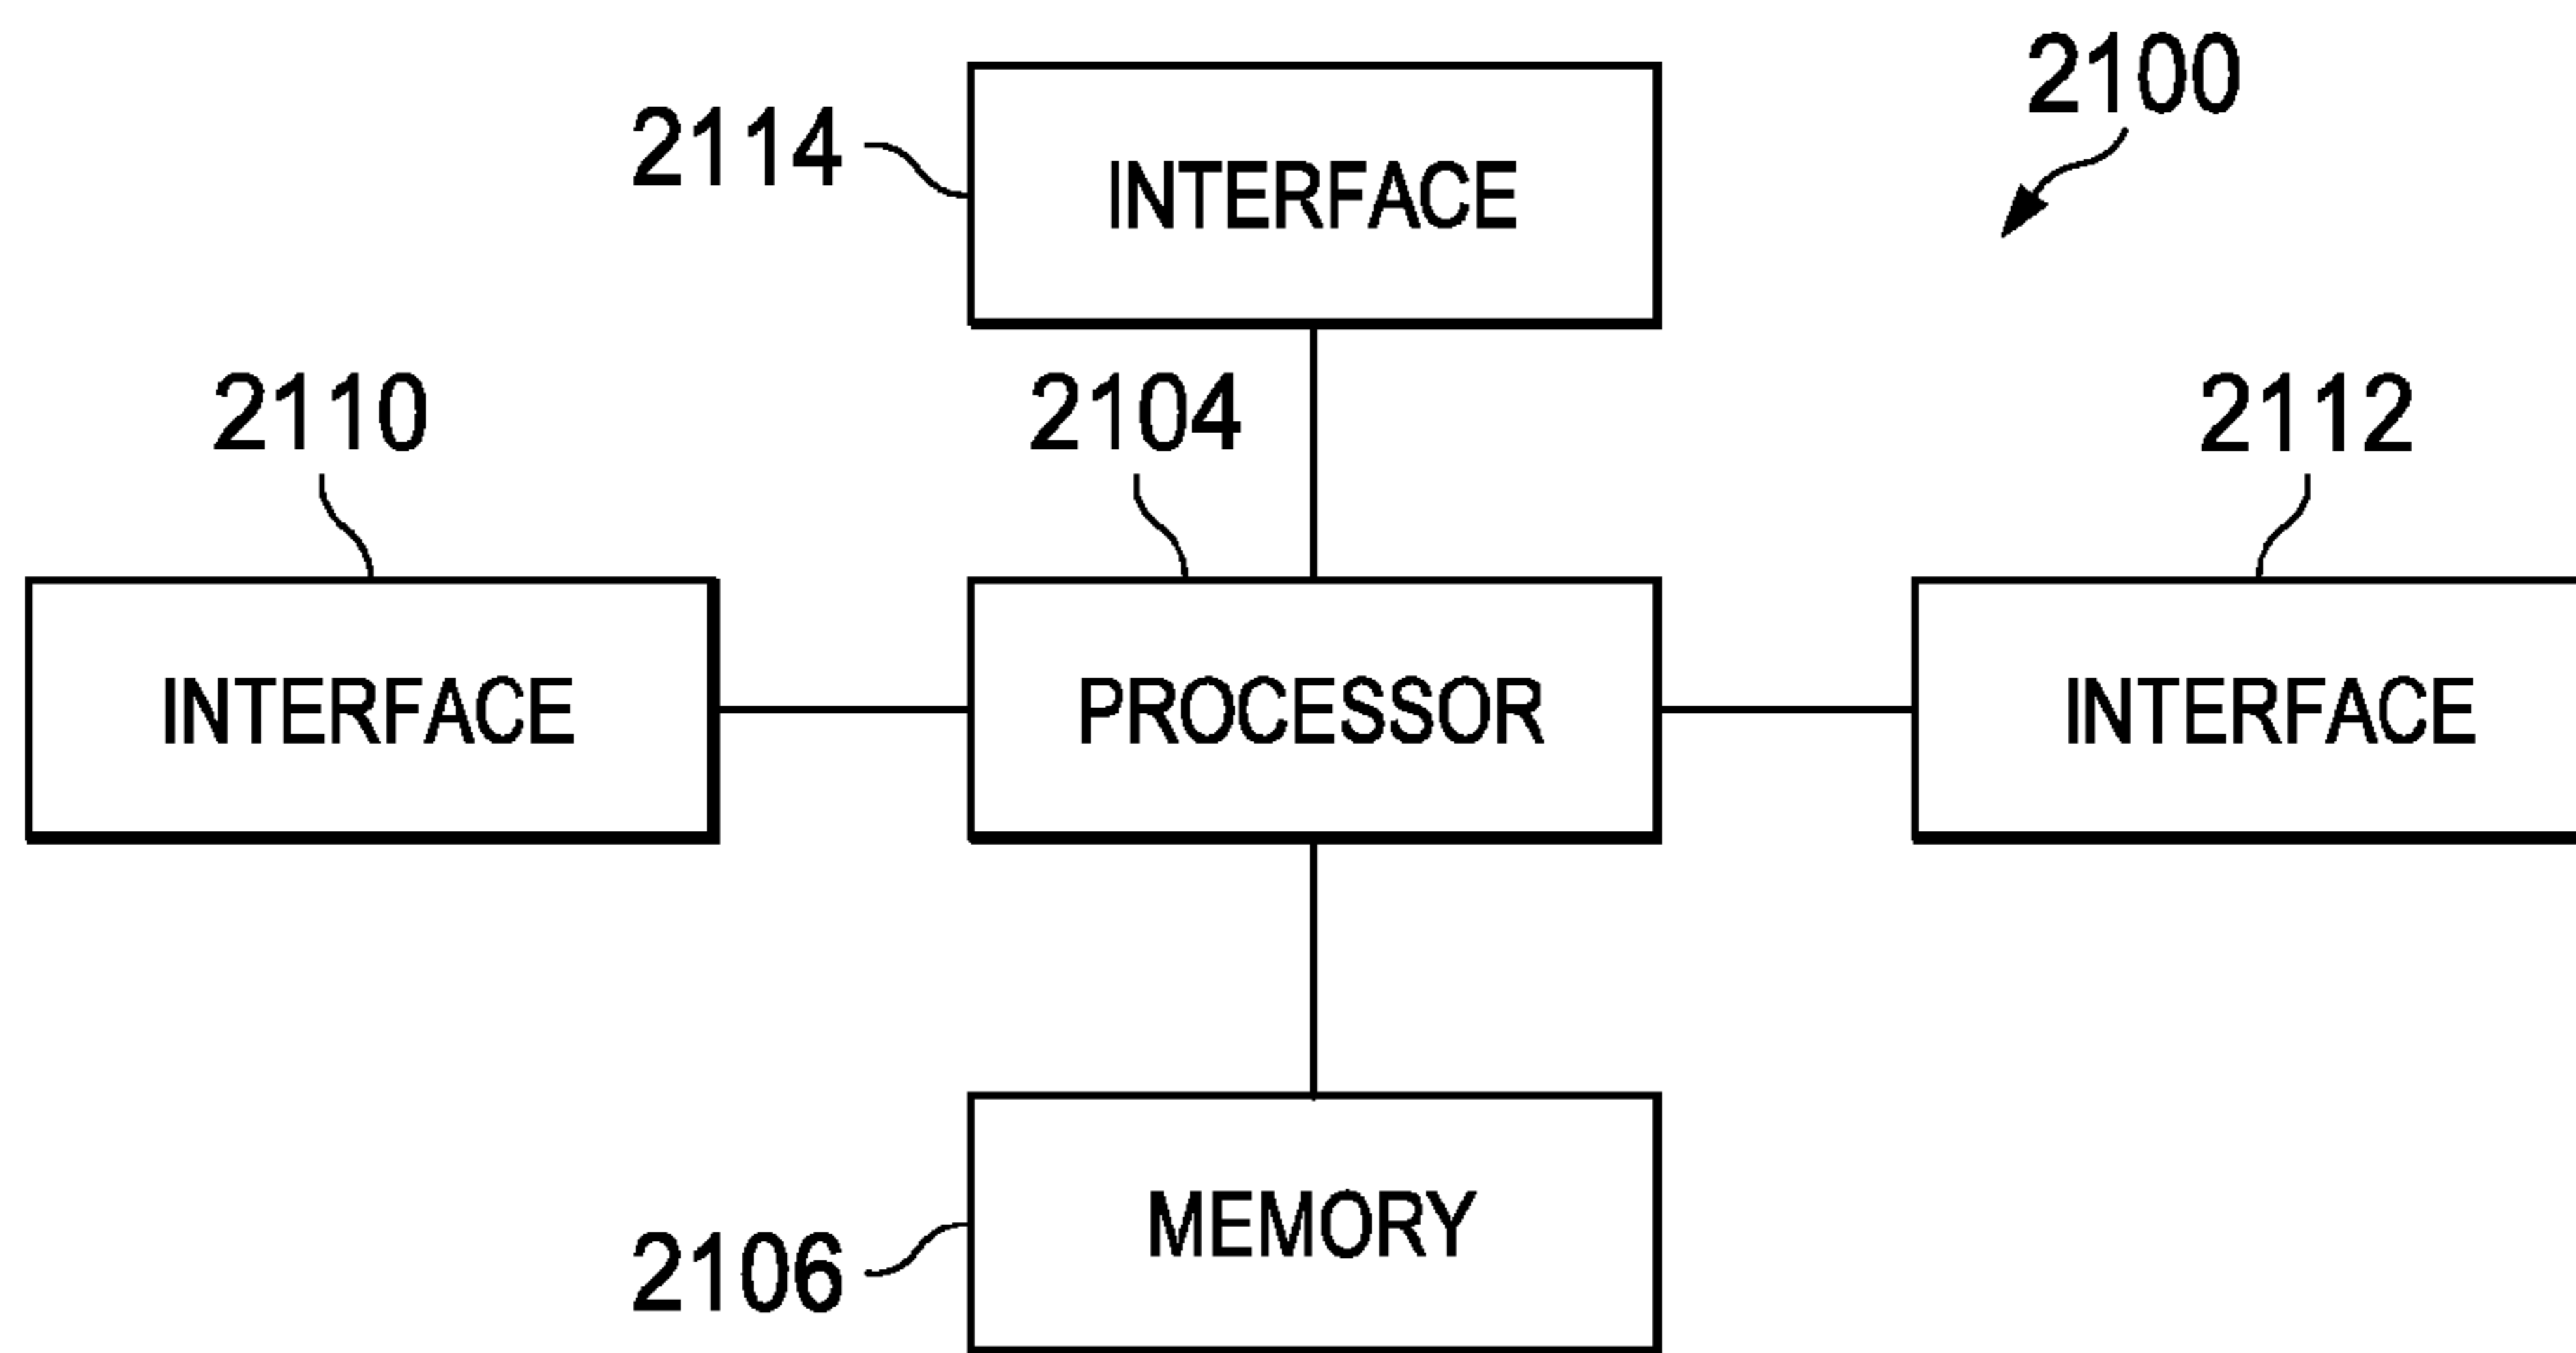 2100
2114
INTERFACE
2110
2104
2112
INTERFACE
PROCESSOR
INTERFACE
MEMORY
2106